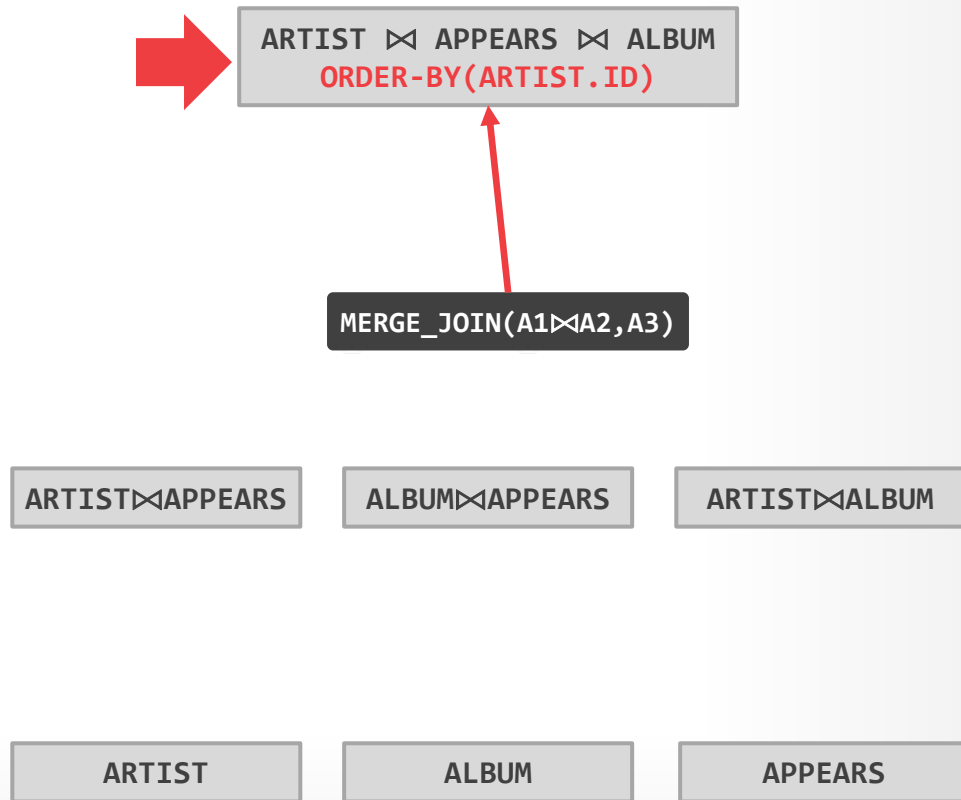 ARTIST ⋈ APPEARS ⋈ ALBUM
ORDER-BY(ARTIST.ID)
MERGE_JOIN(A1⋈A2,A3)
ARTIST⋈APPEARS
ALBUM⋈APPEARS
ARTIST⋈ALBUM
ARTIST
ALBUM
APPEARS